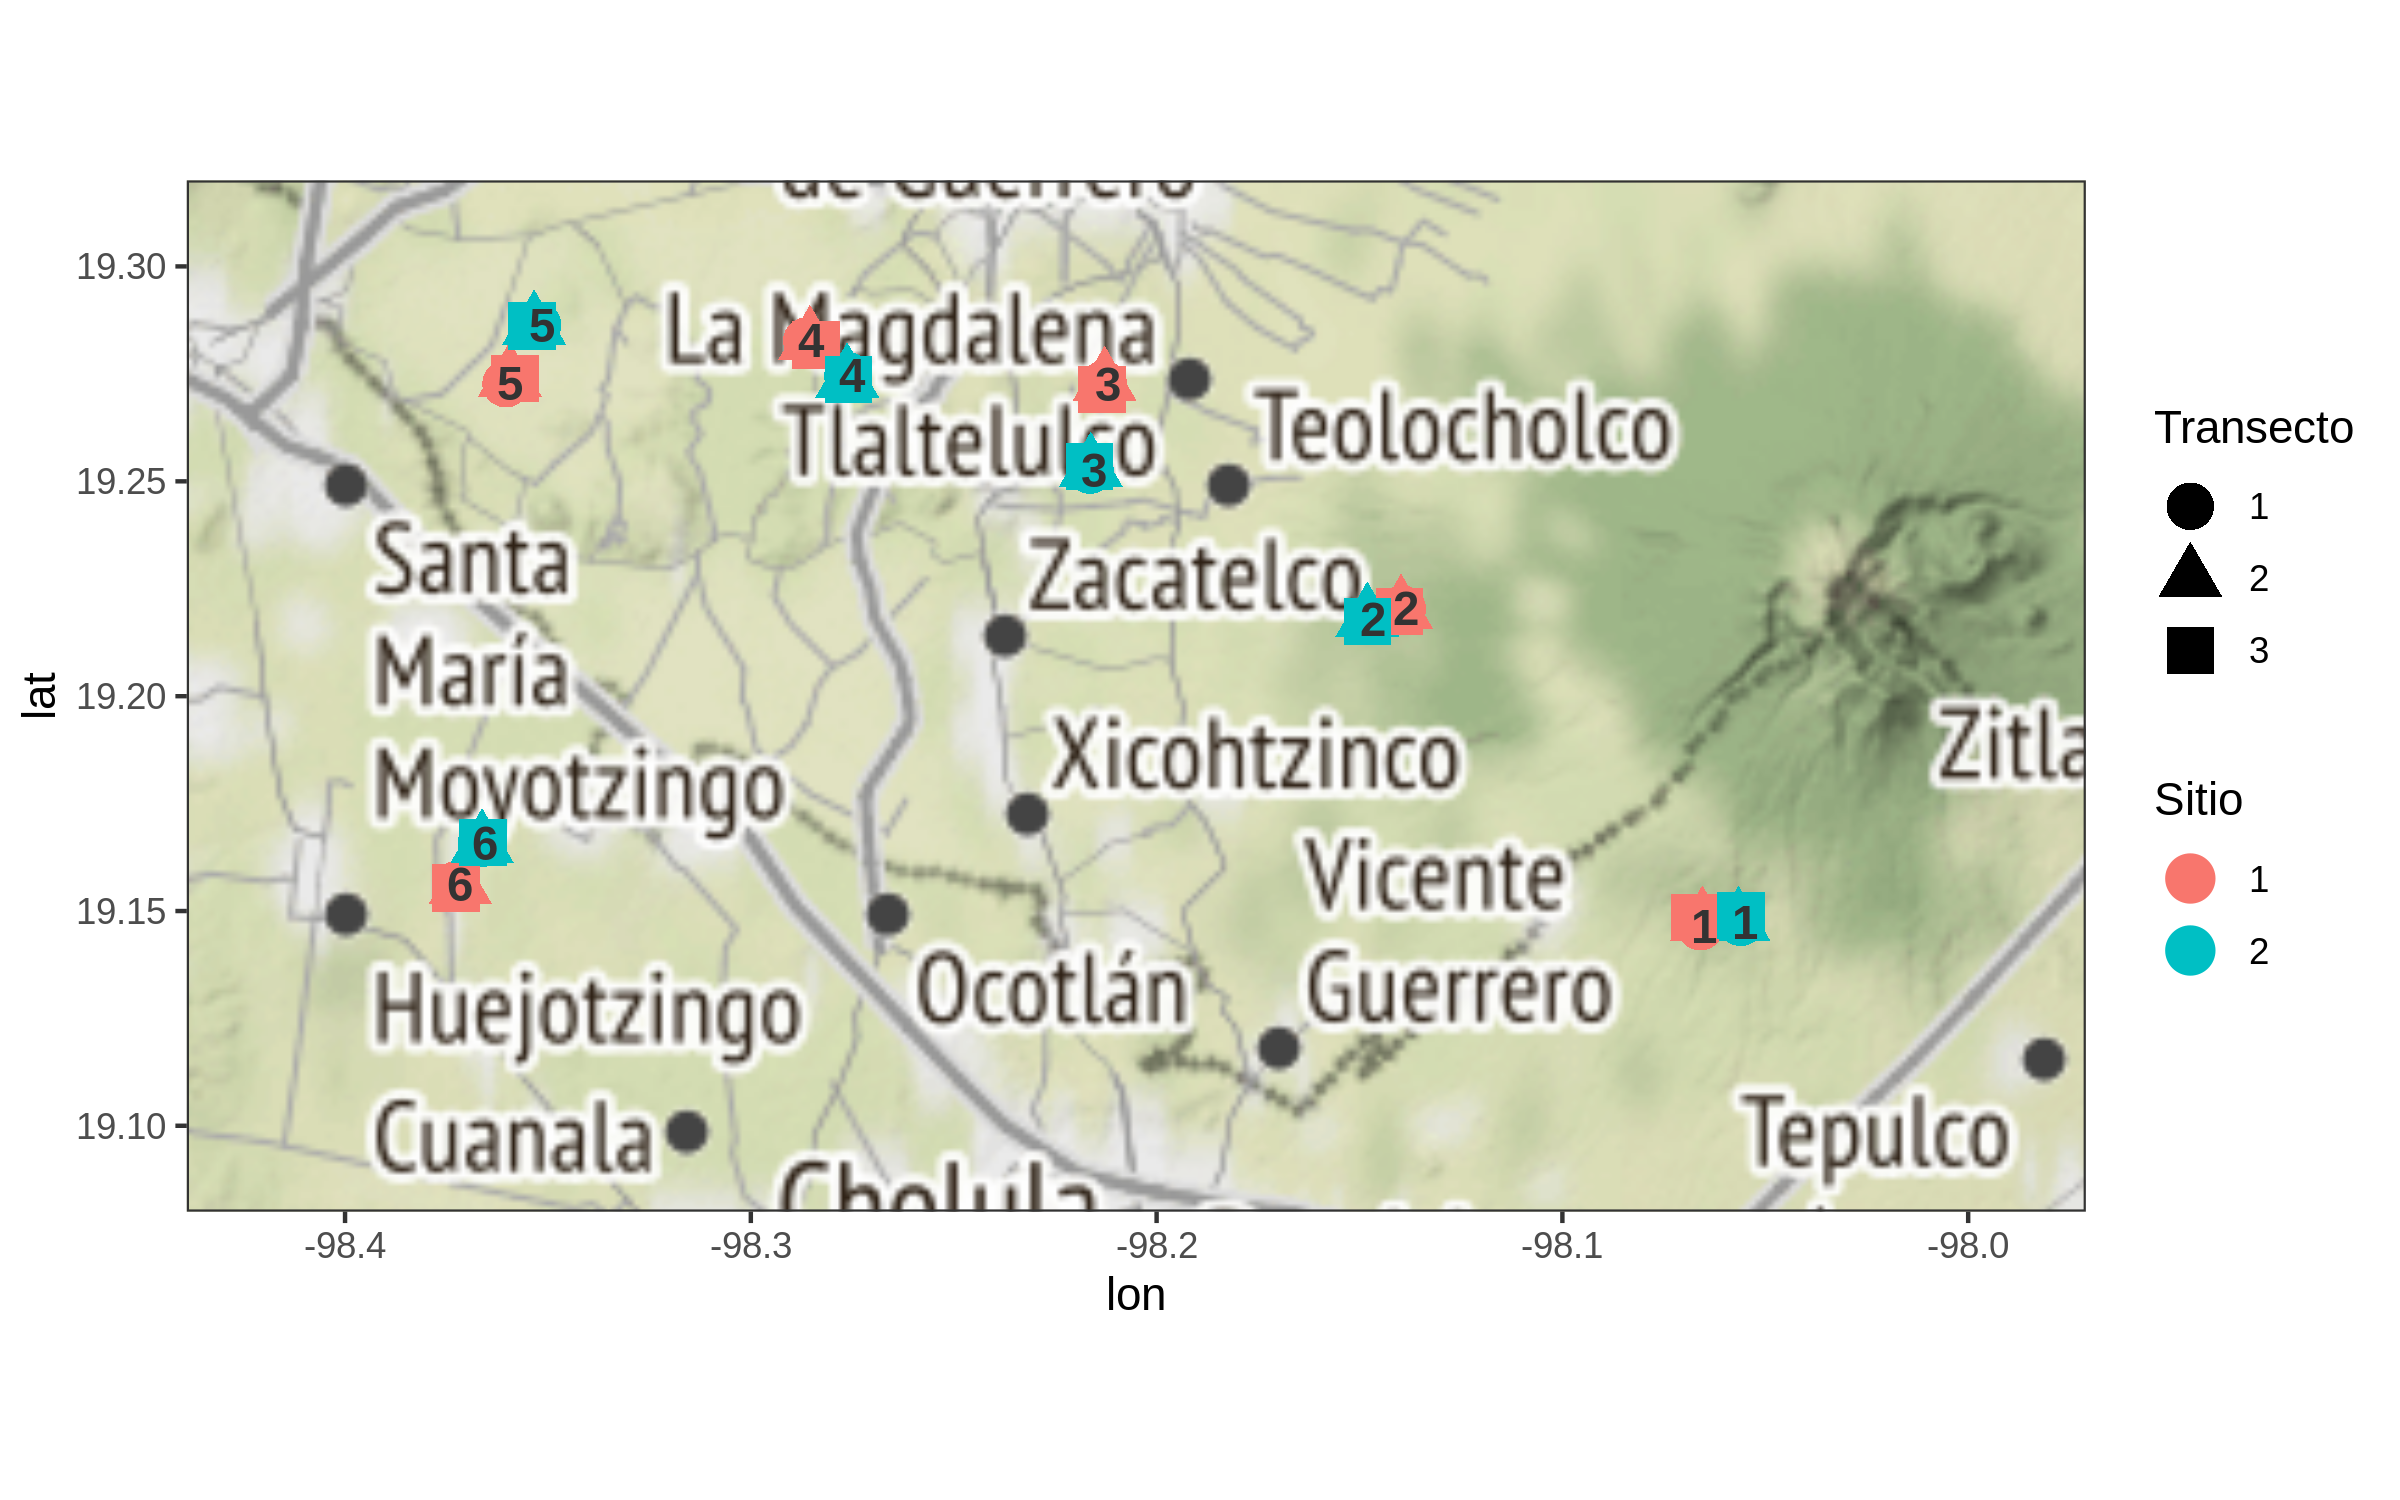 de Guerrero
19.30
19.25
19.20
19.15
19.10
lat
5
5
La Magdalena
Tlaltelulco
4
4
3
3
Teolocholco
Santa
María
Moyotzingo
Zacatelco
2
2
Xicohtzinco
Zitla
6
6
Vicente
Guerrero
1
1
Huejotzingo
Ocotlán
Cuanala
Cholula
Tepulco
-98.4
-98.3
-98.2
-98.1
-98.0
lon
Transecto
1
2
3
Sitio
1
2